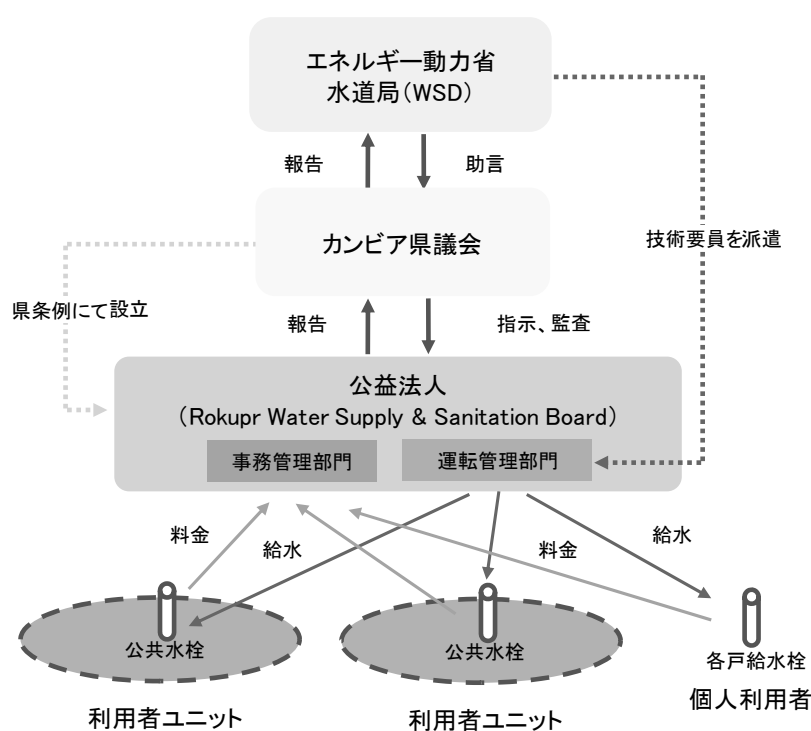 エネルギー動力省
水道局（WSD）
報告
助言
カンビア県議会
技術要員を派遣
県条例にて設立
報告
指示、監査
公益法人
（Rokupr Water Supply & Sanitation Board）
事務管理部門
運転管理部門
料金
給水
料金
給水
公共水栓
公共水栓
各戸給水栓
個人利用者
利用者ユニット
利用者ユニット